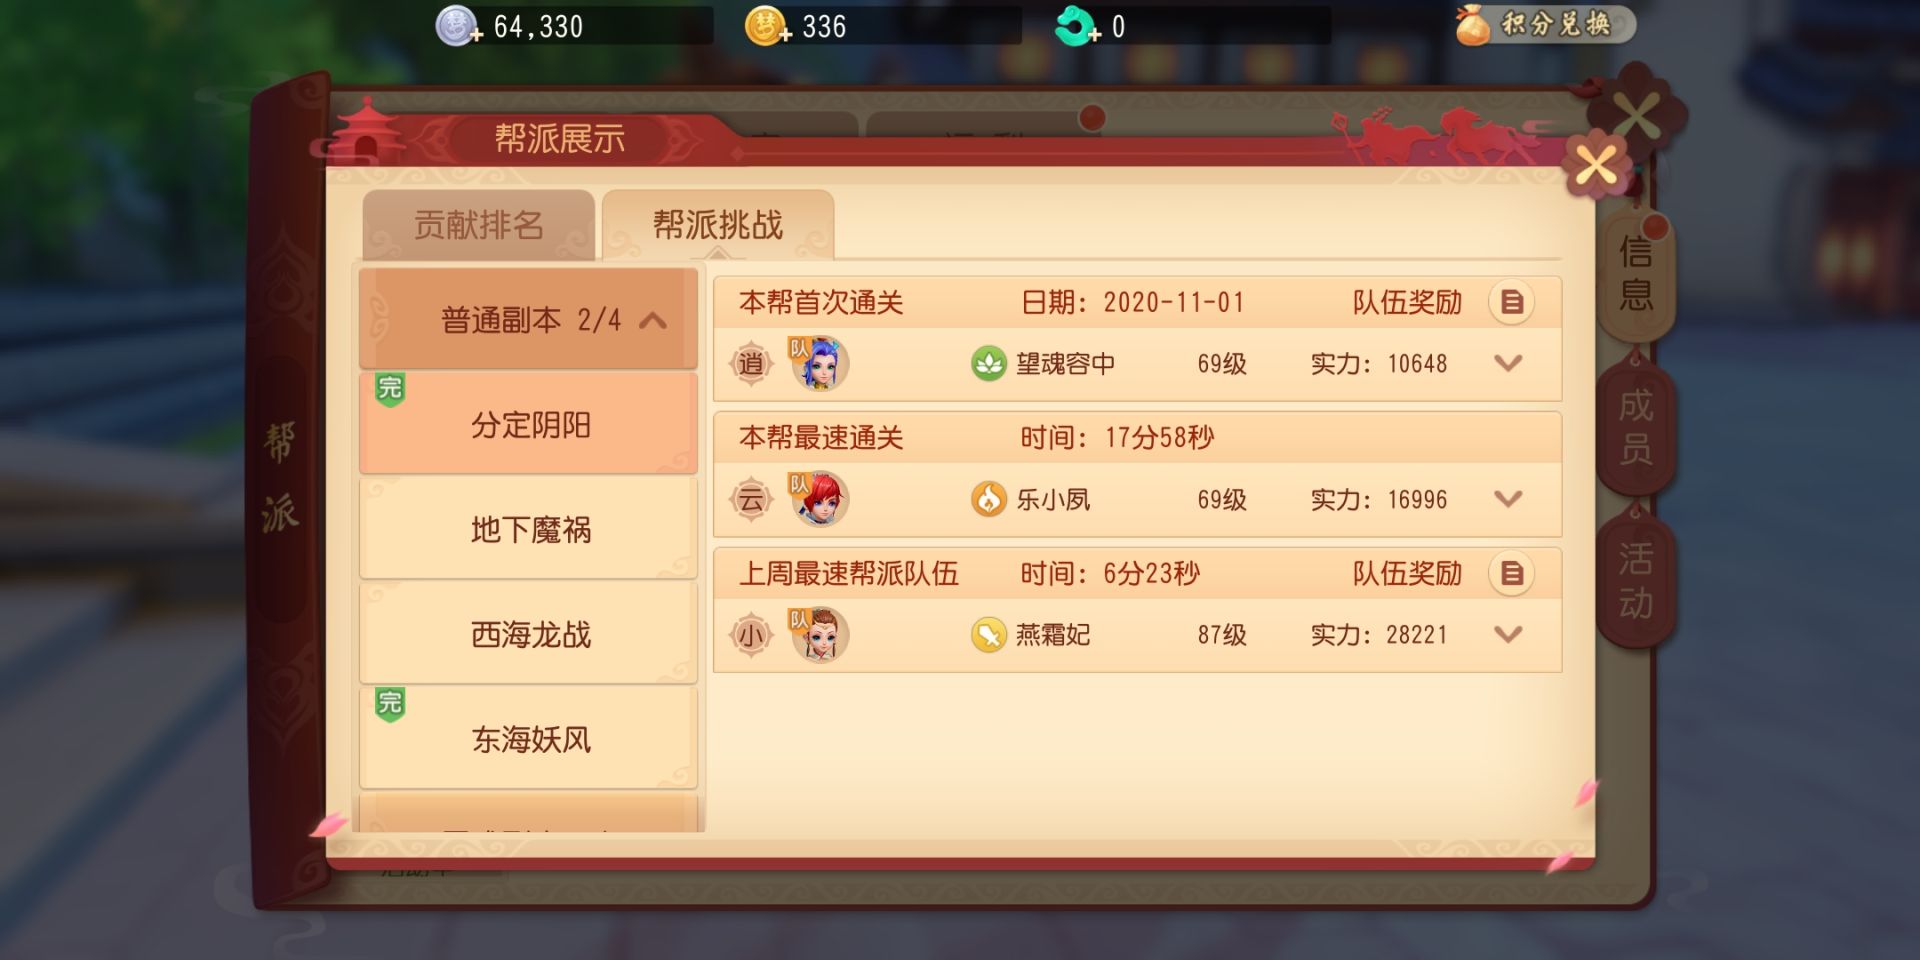 64,330
336
0
积分兑换
帮派展示
贡献排名
帮派挑战
帮派
信息
成员
活动
普通副本 2/4
完
分定阴阳
地下魔祸
西海龙战
完
东海妖风
本帮首次通关 日期：2020-11-01 队伍奖励
逍 队 望魂容中 69级 实力：10648
本帮最速通关 时间：17分58秒
云 队 乐小夙 69级 实力：16996
上周最速帮派队伍 时间：6分23秒 队伍奖励
小 队 燕霜妃 87级 实力：28221